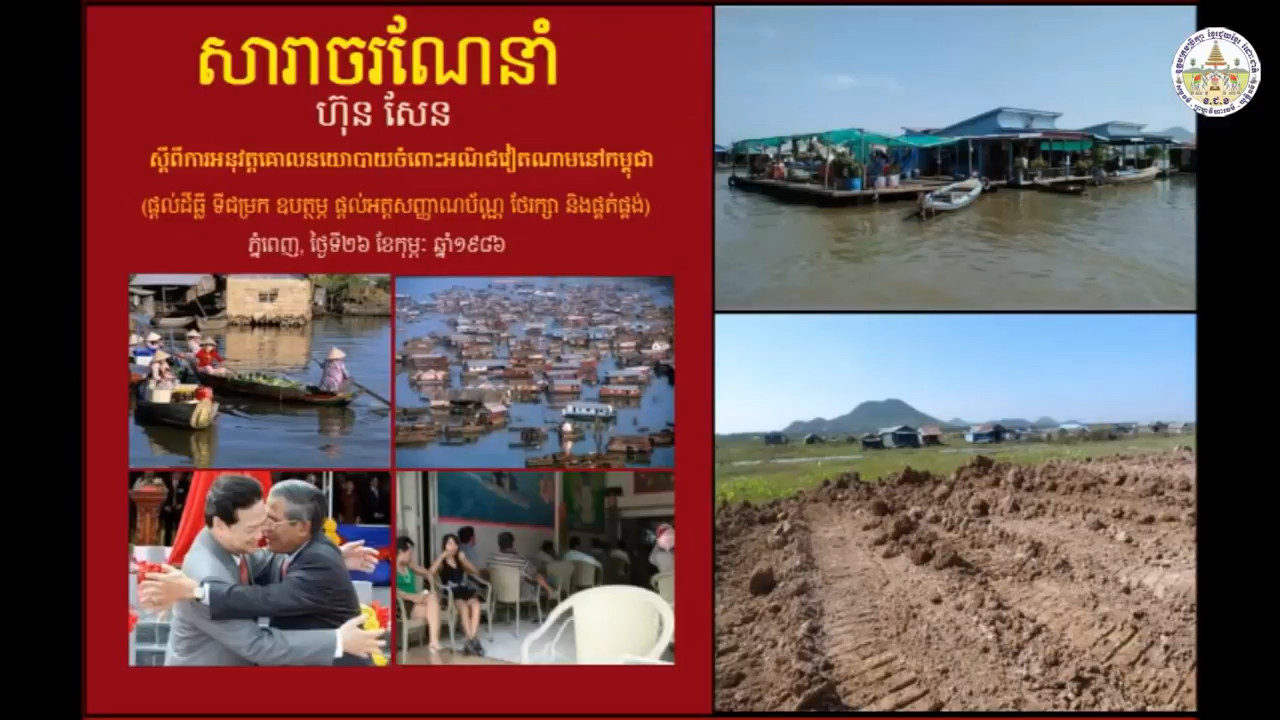 សារាចរណែនាំ
ហ៊ុន សែន
ស្តីពីការអនុវត្តគោលនយោបាយចំពោះអណិជវៀតណាមនៅកម្ពុជា
(ផ្តល់ដីធ្លី ទីជម្រក ឧបត្ថម្ភ ផ្តល់អត្តសញ្ញាណប័ណ្ណ ថែរក្សា និងផ្គត់ផ្គង់)
ភ្នំពេញ, ថ្ងៃទី២៦ ខែកុម្ភៈ ឆ្នាំ១៩៨៦